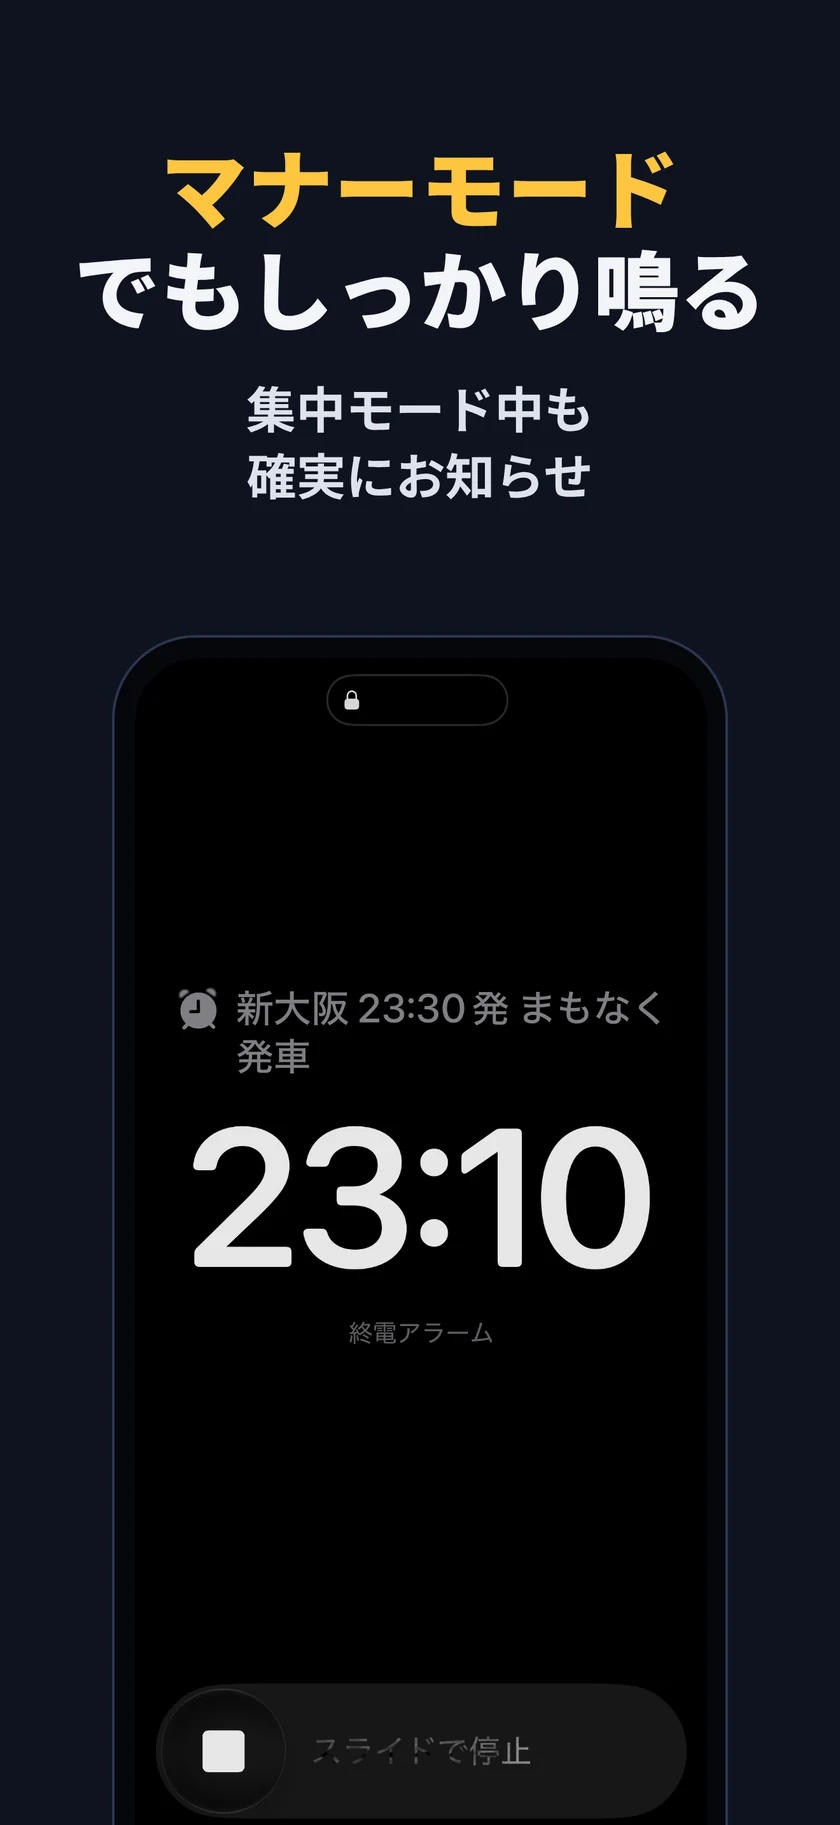 マナーモード
でもしっかり鳴る
集中モード中も
確実にお知らせ
新大阪 23:30 発 まもなく
発車
23:10
終電アラーム
スライドで停止